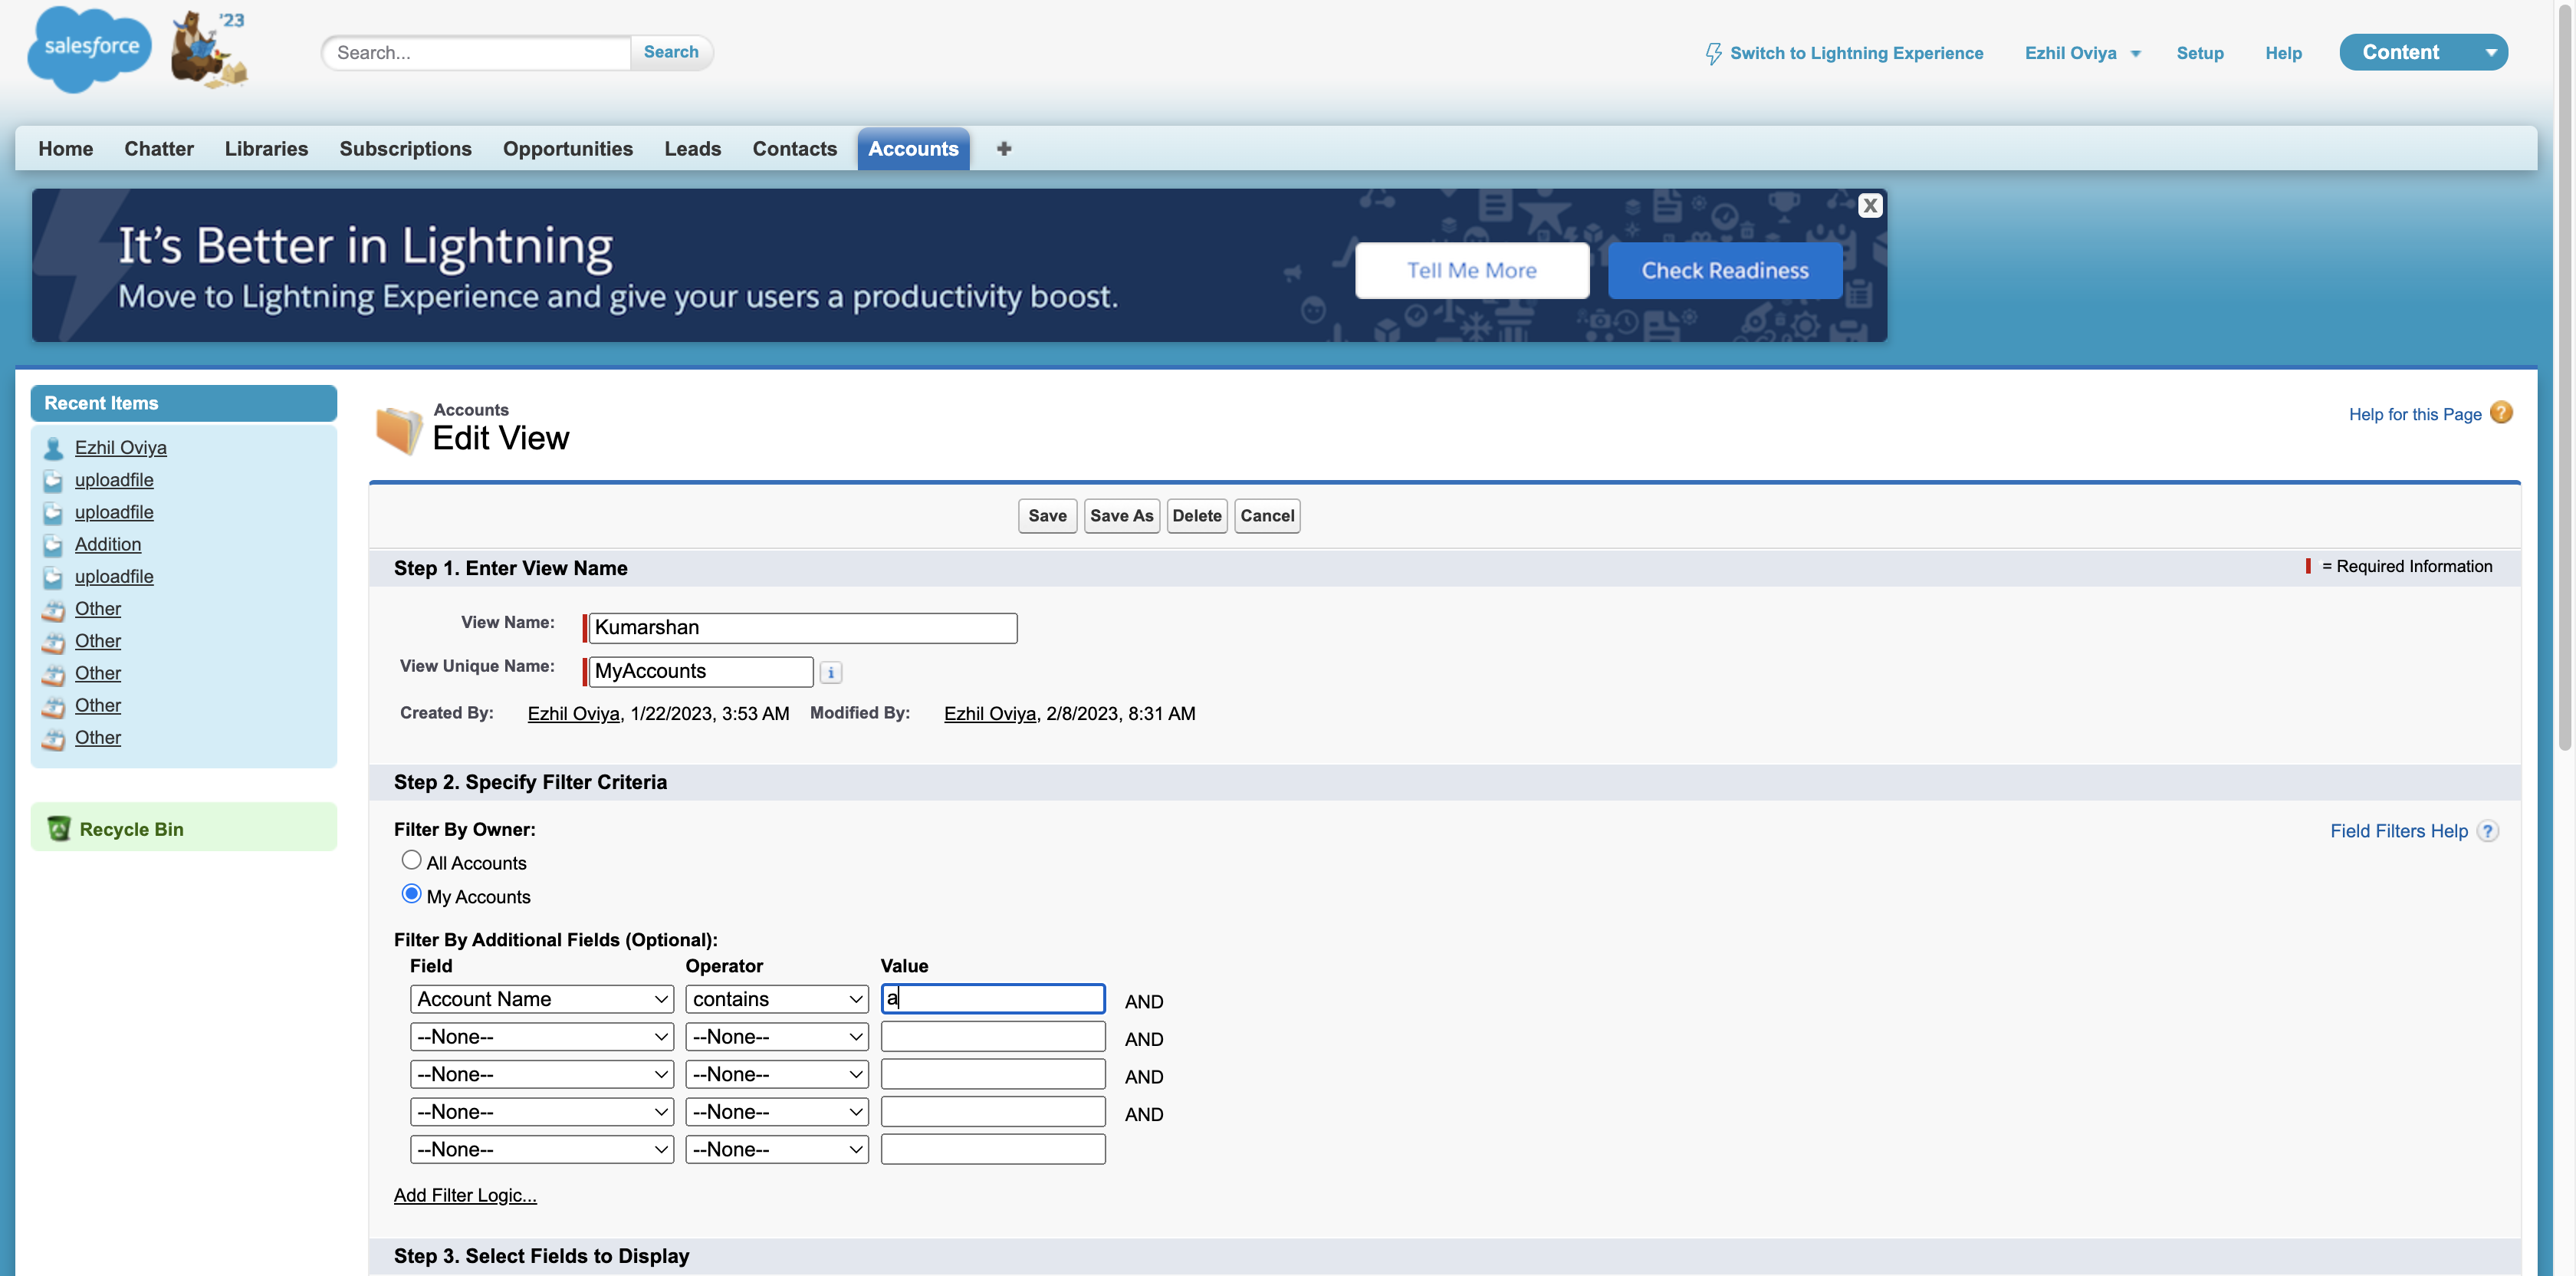 salesforce
'23
Search...
Search
Switch to Lightning Experience
Ezhil Oviya
Setup
Help
Content
Home
Chatter
Libraries
Subscriptions
Opportunities
Leads
Contacts
Accounts
+
It's Better in Lightning
Move to Lightning Experience and give your users a productivity boost.
Tell Me More
Check Readiness
X
Recent Items
Ezhil Oviya
uploadfile
uploadfile
Addition
uploadfile
Other
Other
Other
Other
Other
Recycle Bin
Accounts
Edit View
Help for this Page ?
Save
Save As
Delete
Cancel
Step 1. Enter View Name
= Required Information
View Name: Kumarshan
View Unique Name: MyAccounts i
Created By: Ezhil Oviya, 1/22/2023, 3:53 AM Modified By: Ezhil Oviya, 2/8/2023, 8:31 AM
Step 2. Specify Filter Criteria
Filter By Owner:
Field Filters Help ?
All Accounts
My Accounts
Filter By Additional Fields (Optional):
Field Operator Value
Account Name contains a AND
--None-- --None-- AND
--None-- --None-- AND
--None-- --None-- AND
--None-- --None--
Add Filter Logic...
Step 3. Select Fields to Display